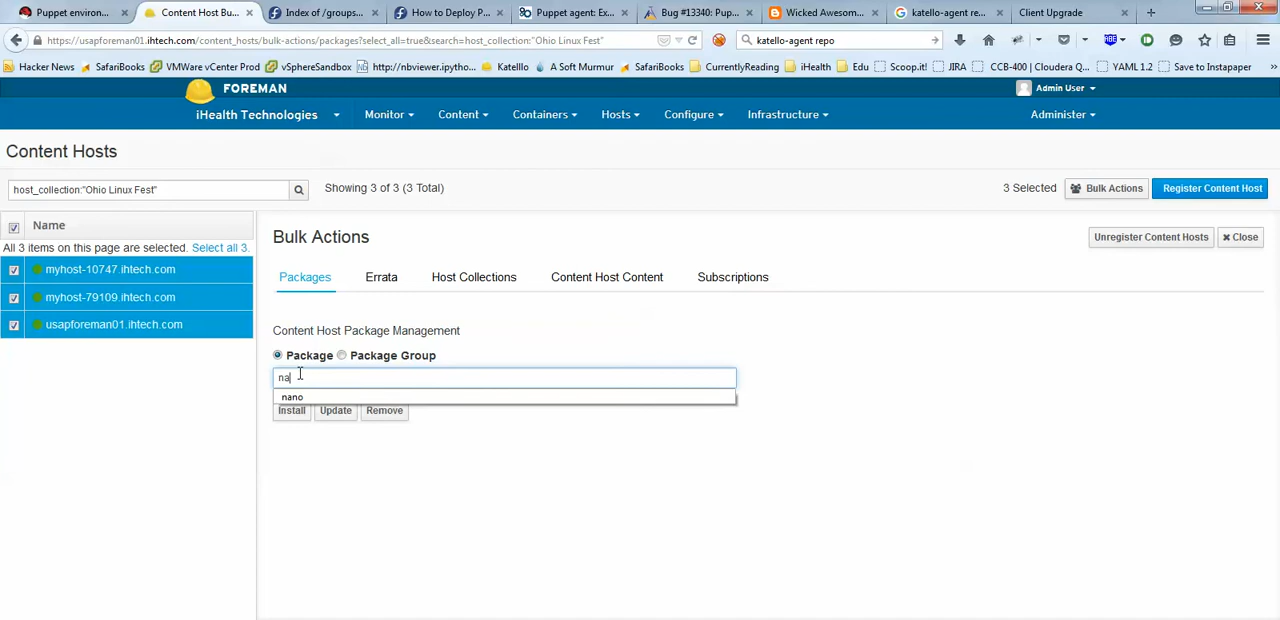 Puppet environ...
Content Host Bu...
Index of /groups...
How to Deploy P...
Puppet agent: Ex...
Bug #13340: Pup...
Wicked Awesom...
katello-agent re...
Client Upgrade
https://usapforeman01.ihtech.com/content_hosts/bulk-actions/packages?select_all=true&search=host_collection:"Ohio Linux Fest"
katello-agent repo
Hacker News
SafariBooks
VMWare vCenter Prod
vSphereSandbox
http://nbviewer.ipytho...
Katelllo
A Soft Murmur
SafariBooks
CurrentlyReading
iHealth
Edu
Scoop.it!
JIRA
CCB-400 | Cloudera Q...
YAML 1.2
Save to Instapaper
FOREMAN
Admin User
iHealth Technologies
Monitor
Content
Containers
Hosts
Configure
Infrastructure
Administer
Content Hosts
host_collection:"Ohio Linux Fest"
Showing 3 of 3 (3 Total)
3 Selected
Bulk Actions
Register Content Host
Name
All 3 items on this page are selected. Select all 3.
myhost-10747.ihtech.com
myhost-79109.ihtech.com
usapforeman01.ihtech.com
Bulk Actions
Unregister Content Hosts
Close
Packages
Errata
Host Collections
Content Host Content
Subscriptions
Content Host Package Management
Package
Package Group
na
nano
Install
Update
Remove